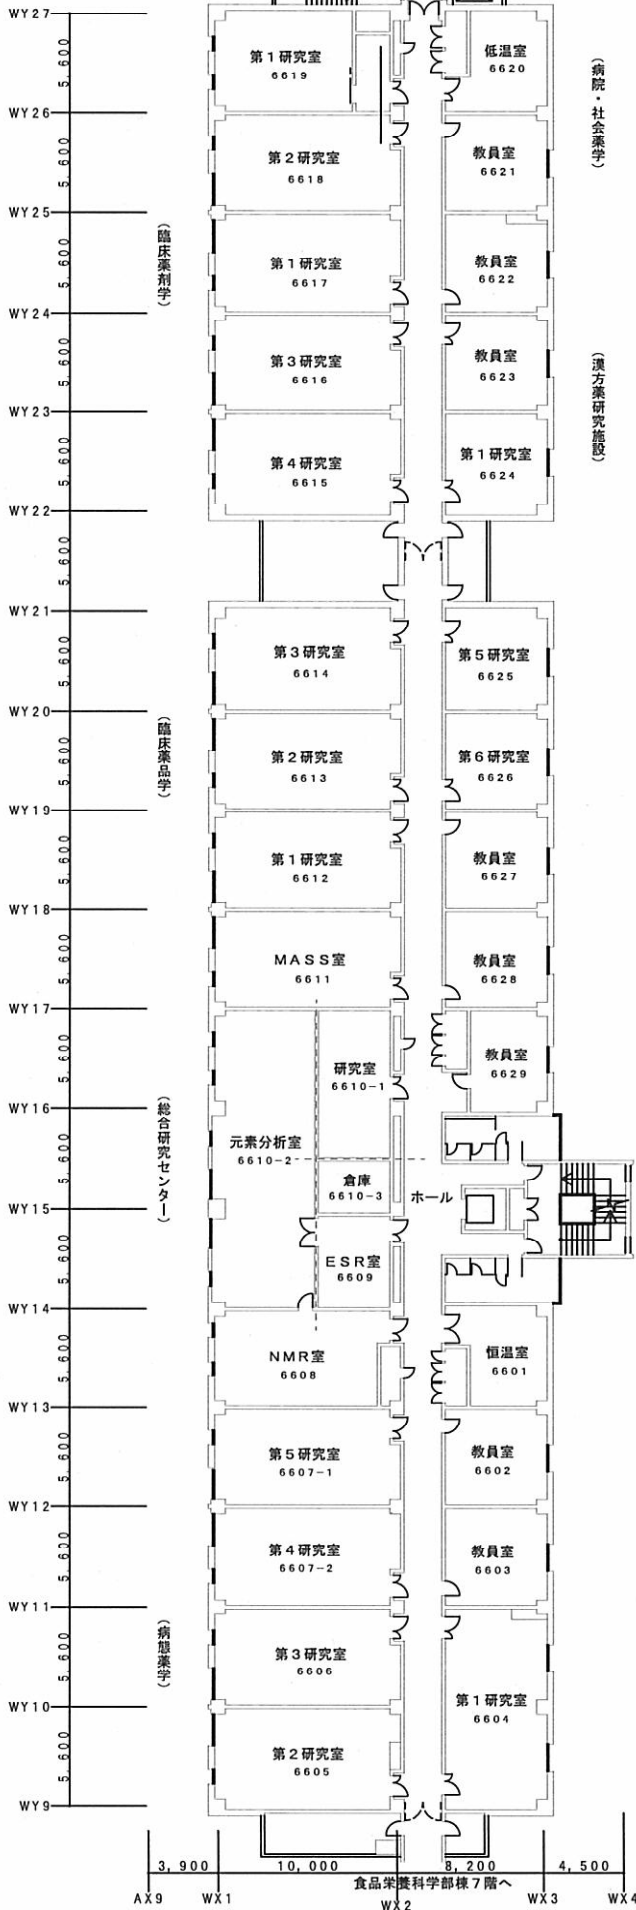 WY27
5,600
第1研究室
6619
低温室
6620
(病院・社会薬学)
WY26
5,600
第2研究室
6618
教員室
6621
WY25
5,600
(臨床薬剤学)
第1研究室
6617
教員室
6622
WY24
5,600
第3研究室
6616
教員室
6623
(漢方薬研究施設)
WY23
5,600
第4研究室
6615
第1研究室
6624
WY22
5,600
WY21
5,600
第3研究室
6614
第5研究室
6625
WY20
5,600
(臨床薬品学)
第2研究室
6613
第6研究室
6626
WY19
5,600
第1研究室
6612
教員室
6627
WY18
5,600
MASS室
6611
教員室
6628
WY17
5,600
研究室
6610-1
教員室
6629
WY16
5,600
(総合研究センター)
元素分析室
6610-2
倉庫
6610-3
ホール
WY15
5,600
ESR室
6609
WY14
5,600
NMR室
6608
恒温室
6601
WY13
5,600
第5研究室
6607-1
教員室
6602
WY12
5,600
第4研究室
6607-2
教員室
6603
WY11
5,600
(病態薬学)
第3研究室
6606
第1研究室
6604
WY10
5,600
第2研究室
6605
WY9
3,900
10,000
8,200
4,500
食品栄養科学部棟7階へ
AX9
WX1
WX2
WX3
WX4